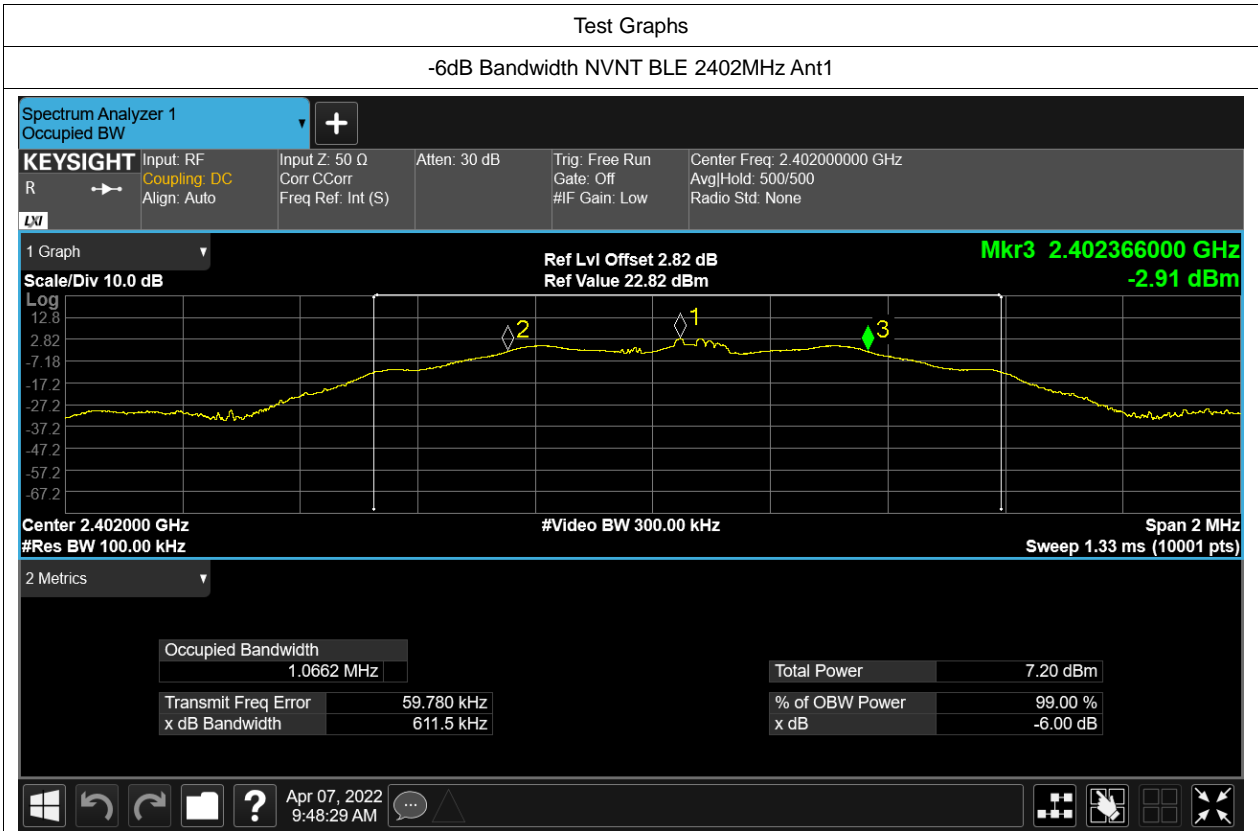 Test Graphs
-6dB Bandwidth NVNT BLE 2402MHz Ant1
Spectrum Analyzer 1
Occupied BW
+
KEYSIGHT Input: RF Input Z: 50 Ω Atten: 30 dB Trig: Free Run Center Freq: 2.402000000 GHz
R Coupling: DC Corr CCorr Gate: Off Avg|Hold: 500/500
Align: Auto Freq Ref: Int (S) #IF Gain: Low Radio Std: None
LXI
1 Graph Ref Lvl Offset 2.82 dB Mkr3 2.402366000 GHz
Scale/Div 10.0 dB Ref Value 22.82 dBm -2.91 dBm
Log
12.8
2.82
-7.18
-17.2
-27.2
-37.2
-47.2
-57.2
-67.2
2
1
3
Center 2.402000 GHz #Video BW 300.00 kHz Span 2 MHz
#Res BW 100.00 kHz Sweep 1.33 ms (10001 pts)
2 Metrics
Occupied Bandwidth
1.0662 MHz Total Power 7.20 dBm
Transmit Freq Error 59.780 kHz % of OBW Power 99.00 %
x dB Bandwidth 611.5 kHz x dB -6.00 dB
? Apr 07, 2022
9:48:29 AM